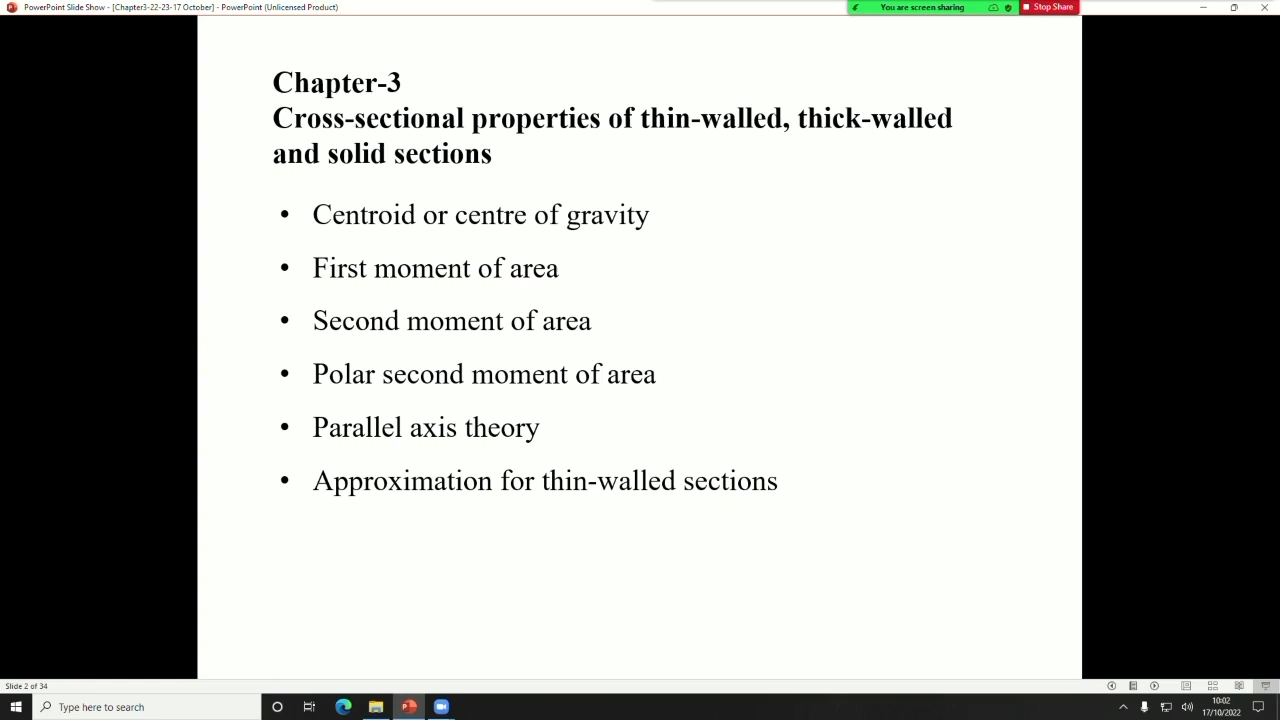 PowerPoint Slide Show - [Chapter3-22-23-17 October] - PowerPoint (Unlicensed Product)
You are screen sharing
Stop Share
Chapter-3
Cross-sectional properties of thin-walled, thick-walled
and solid sections
• Centroid or centre of gravity
• First moment of area
• Second moment of area
• Polar second moment of area
• Parallel axis theory
• Approximation for thin-walled sections
Slide 2 of 34
Type here to search
10:02
17/10/2022